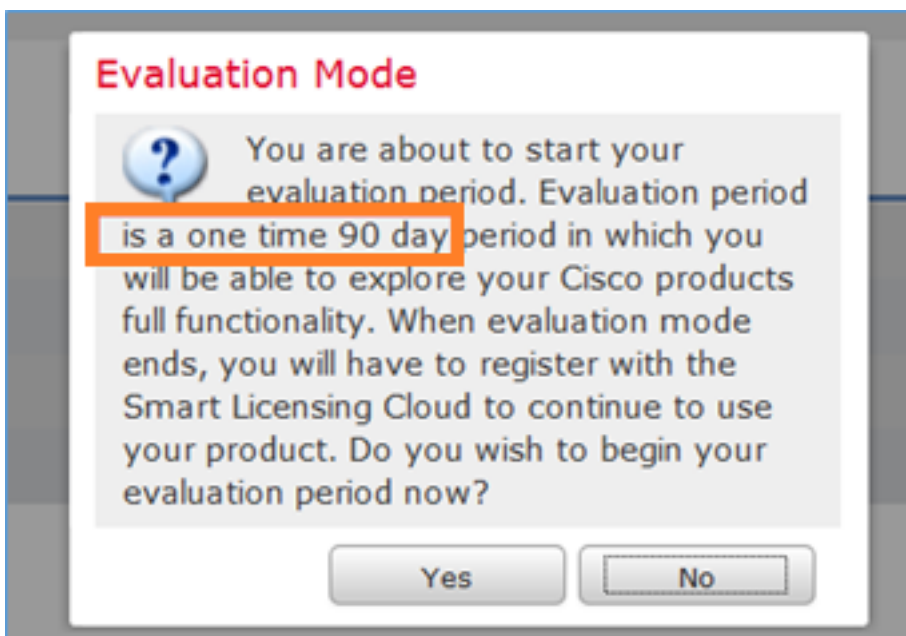 Evaluation Mode
You are about to start your
evaluation period. Evaluation period
is a one time 90 day period in which you
will be able to explore your Cisco products
full functionality. When evaluation mode
ends, you will have to register with the
Smart Licensing Cloud to continue to use
your product. Do you wish to begin your
evaluation period now?
Yes
No